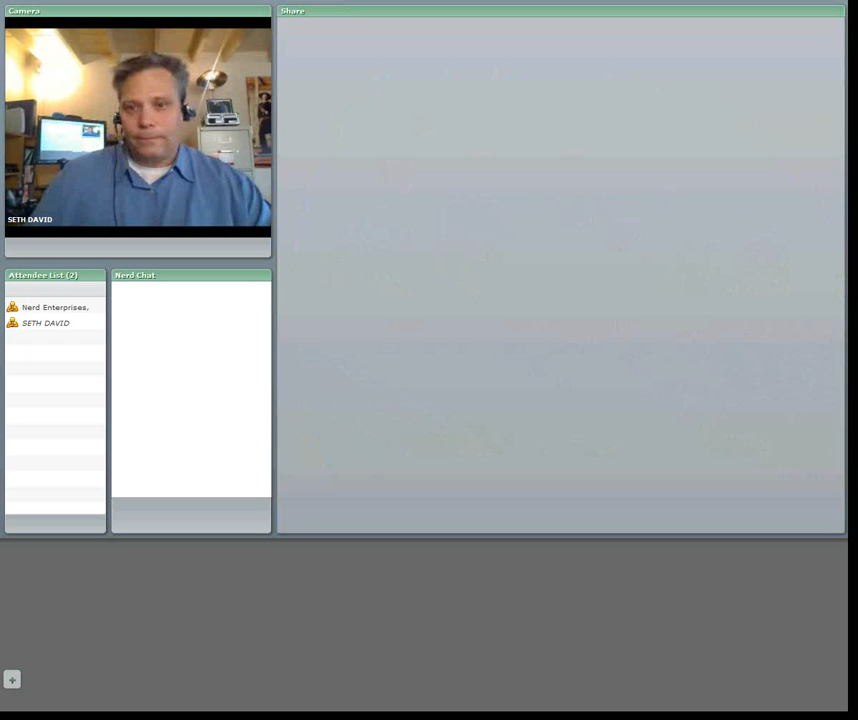 Camera
Share
SETH DAVID
Attendee List (2)
Nerd Chat
Nerd Enterprises,
SETH DAVID